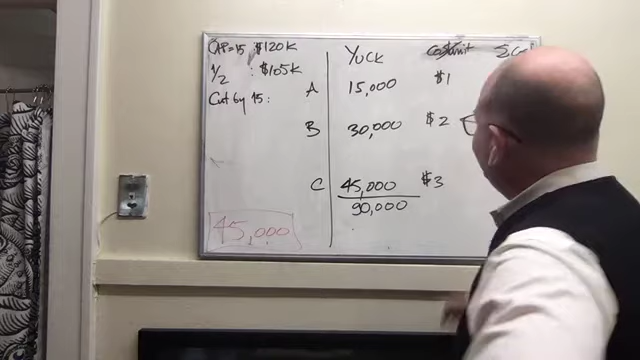 CAP=15 $120K
1/2 : $105K
Cut by 15:
45,000
YUCK Cost/unit
A 15,000 $1
B 30,000 $2
C 45,000 $3
90,000